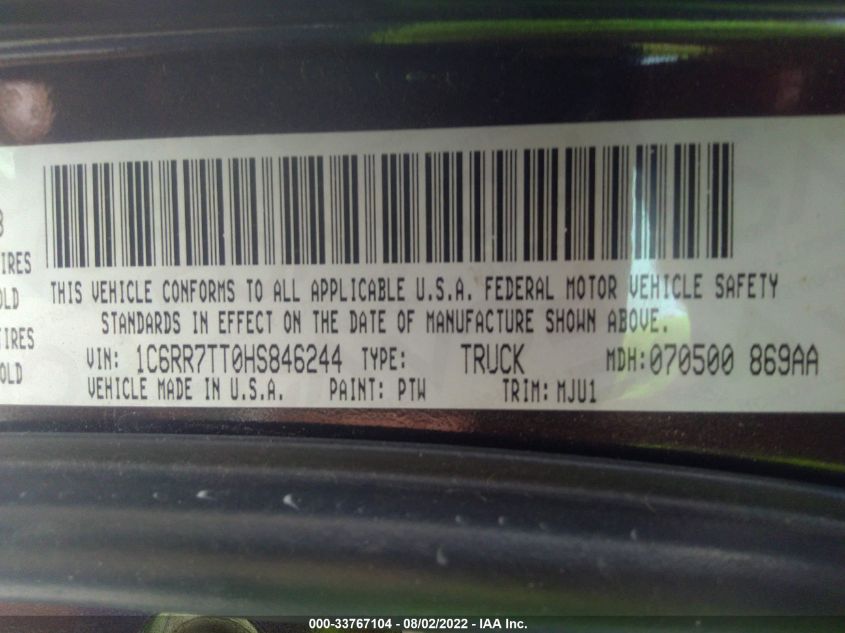 8
IRES
OLD
TIRES
OLD
THIS VEHICLE CONFORMS TO ALL APPLICABLE U.S.A. FEDERAL MOTOR VEHICLE SAFETY
STANDARDS IN EFFECT ON THE DATE OF MANUFACTURE SHOWN ABOVE.
VIN: 1C6RR7TT0HS846244 TYPE: TRUCK MDH:070500 869AA
VEHICLE MADE IN U.S.A. PAINT: PTW TRIM: MJU1
000-33767104 - 08/02/2022 - IAA Inc.